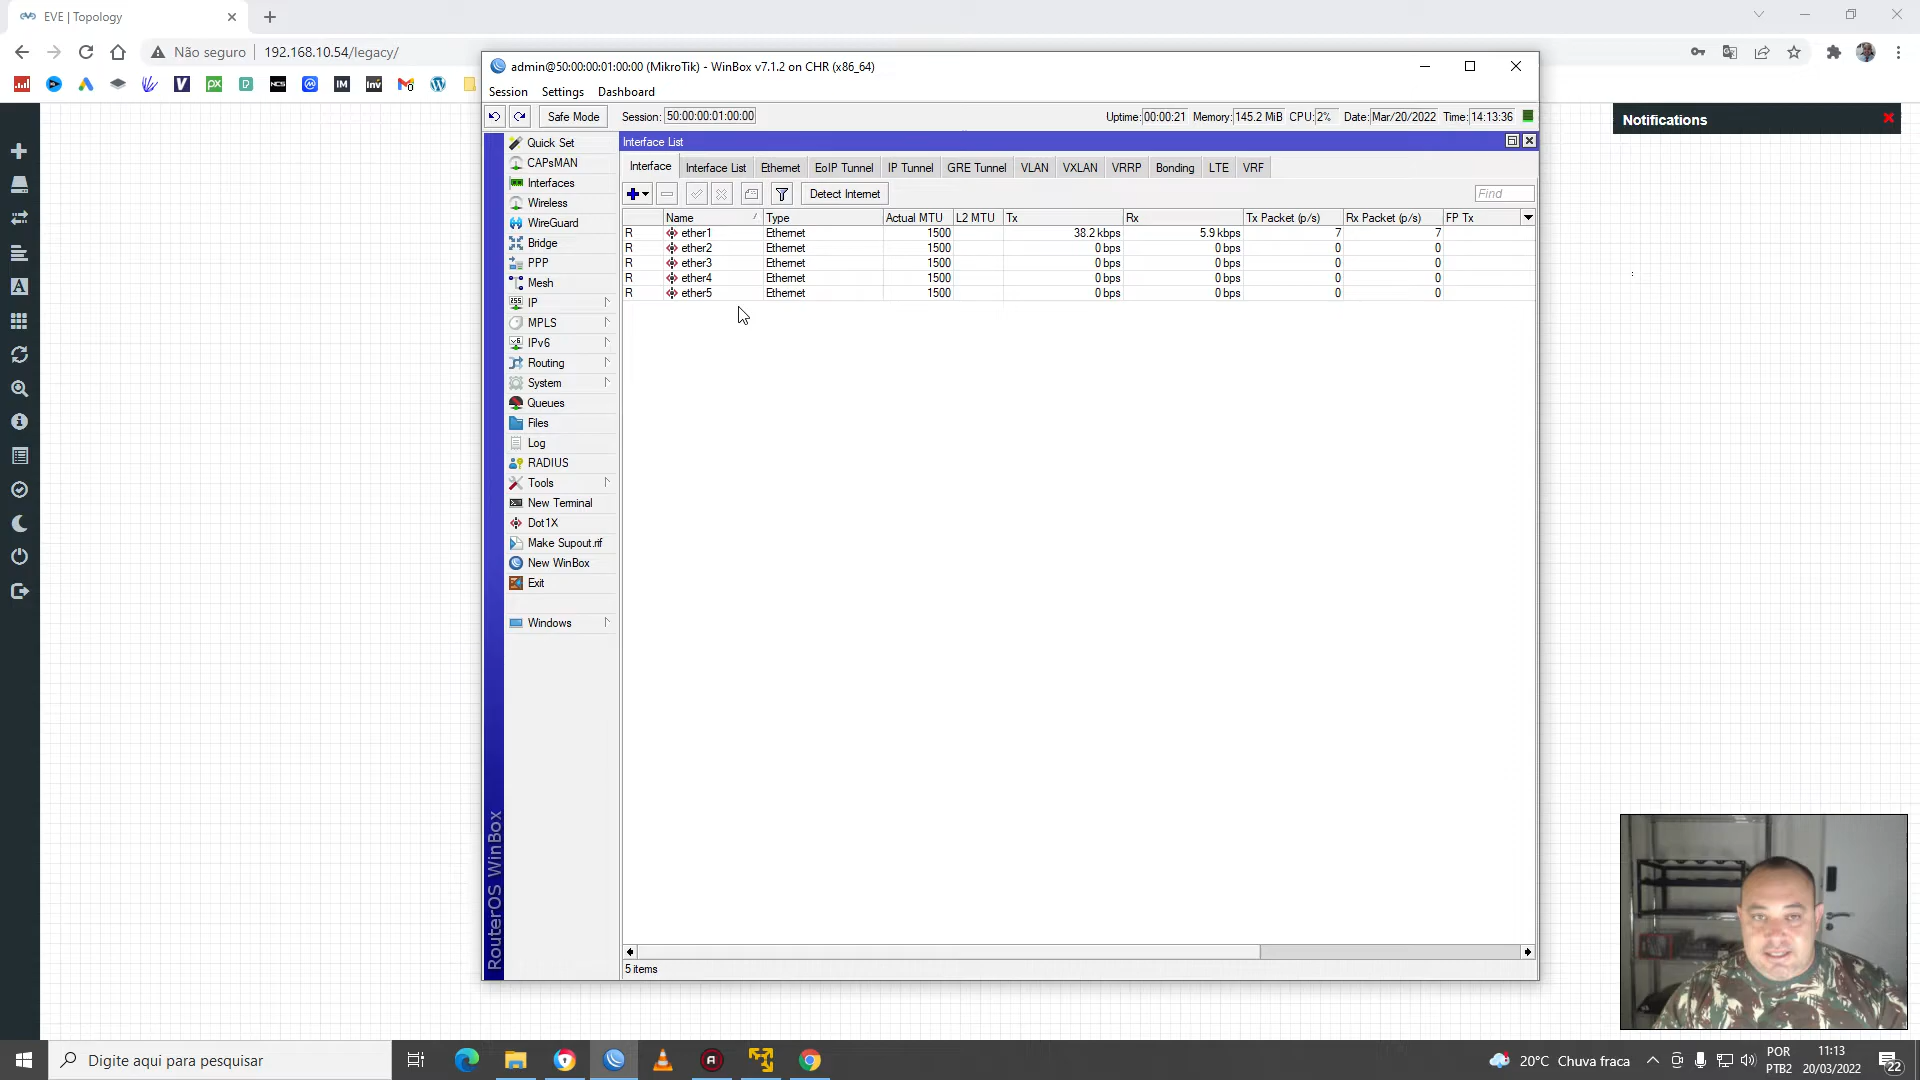 EVE | Topology
Não seguro
192.168.10.54/legacy/
admin@50:00:00:01:00:00 (MikroTik) - WinBox v7.1.2 on CHR (x86_64)
Session Settings Dashboard
Safe Mode Session: 50:00:00:01:00:00 Uptime: 00:00:21 Memory: 145.2 MiB CPU: 2% Date: Mar/20/2022 Time: 14:13:36
Notifications
Quick Set
CAPsMAN
Interfaces
Wireless
WireGuard
Bridge
PPP
Mesh
IP
MPLS
IPv6
Routing
System
Queues
Files
Log
RADIUS
Tools
New Terminal
Dot1X
Make Supout.rif
New WinBox
Exit
Windows
RouterOS WinBox
Interface List
Interface Interface List Ethernet EoIP Tunnel IP Tunnel GRE Tunnel VLAN VXLAN VRRP Bonding LTE VRF
Detect Internet Find
Name Type Actual MTU L2 MTU Tx Rx Tx Packet (p/s) Rx Packet (p/s) FP Tx
R ether1 Ethernet 1500 38.2 kbps 5.9 kbps 7 7
R ether2 Ethernet 1500 0 bps 0 bps 0 0
R ether3 Ethernet 1500 0 bps 0 bps 0 0
R ether4 Ethernet 1500 0 bps 0 bps 0 0
R ether5 Ethernet 1500 0 bps 0 bps 0 0
5 items
Digite aqui para pesquisar
20°C Chuva fraca
POR
PTB2
11:13
20/03/2022
22